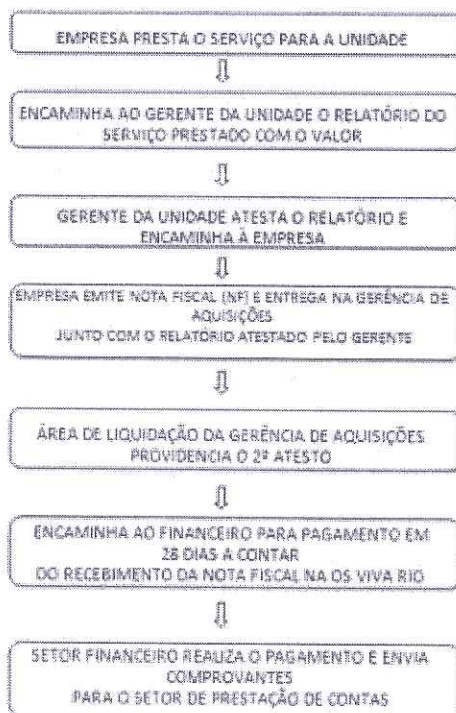 EMPRESA PRESTA O SERVIÇO PARA A UNIDADE
ENCAMINHA AO GERENTE DA UNIDADE O RELATÓRIO DO
SERVIÇO PRESTADO COM O VALOR
GERENTE DA UNIDADE ATESTA O RELATÓRIO E
ENCAMINHA À EMPRESA
EMPRESA EMITE NOTA FISCAL (NF) E ENTREGA NA GERÊNCIA DE
AQUISIÇÕES
JUNTO COM O RELATÓRIO ATESTADO PELO GERENTE
ÁREA DE LIQUIDAÇÃO DA GERÊNCIA DE AQUISIÇÕES
PROVIDENCIA O 2º ATESTO
ENCAMINHA AO FINANCEIRO PARA PAGAMENTO EM
28 DIAS A CONTAR
DO RECEBIMENTO DA NOTA FISCAL NA OS VIVA RIO
SETOR FINANCEIRO REALIZA O PAGAMENTO E ENVIA
COMPROVANTES
PARA O SETOR DE PRESTAÇÃO DE CONTAS